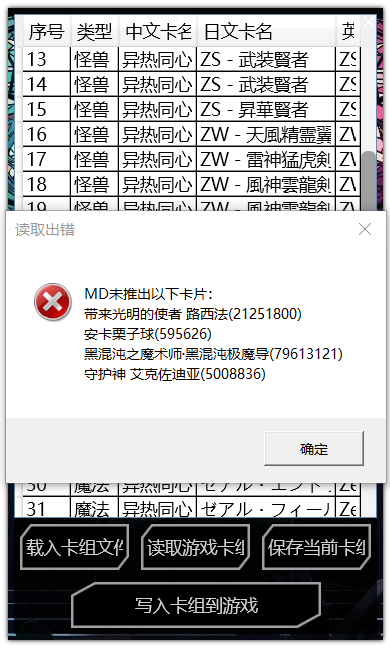 序号 类型 中文卡名 日文卡名 英
13 怪兽 异热同心 ZS - 武装賢者 ZS
14 怪兽 异热同心 ZS - 武装賢者 ZS
15 怪兽 异热同心 ZS - 昇華賢者 ZS
16 怪兽 异热同心 ZW - 天風精霊翼 ZW
17 怪兽 异热同心 ZW - 雷神猛虎剣 ZW
18 怪兽 异热同心 ZW - 風神雲龍剣 ZW
19 怪兽 异热同心 ZW - 風神雲龍剣 ZW
读取出错
MD未推出以下卡片：
带来光明的使者 路西法(21251800)
安卡栗子球(595626)
黑混沌之魔术师·黑混沌极魔导(79613121)
守护神 艾克佐迪亚(5008836)
确定
30 魔法 异热同心 ゼアル・エントラ Ze
31 魔法 异热同心 ゼアル・フィール Ze
载入卡组文件 读取游戏卡组 保存当前卡组
写入卡组到游戏